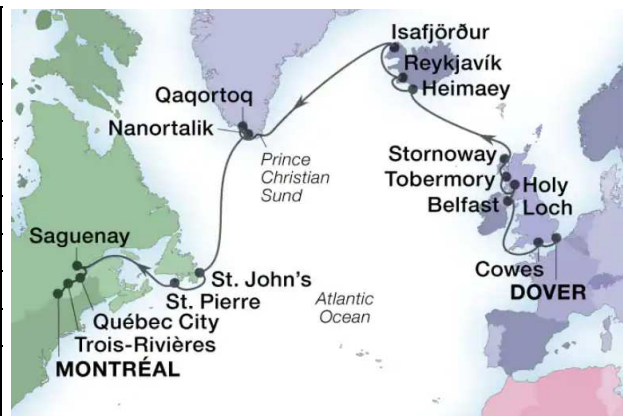 Isafjörður
Reykjavík
Heimaey
Qaqortoq
Nanortalik
Prince
Christian
Sund
Stornoway
Tobermory
Holy
Loch
Belfast
Saguenay
St. John's
St. Pierre
Cowes
DOVER
Atlantic
Ocean
Québec City
Trois-Rivières
MONTRÉAL